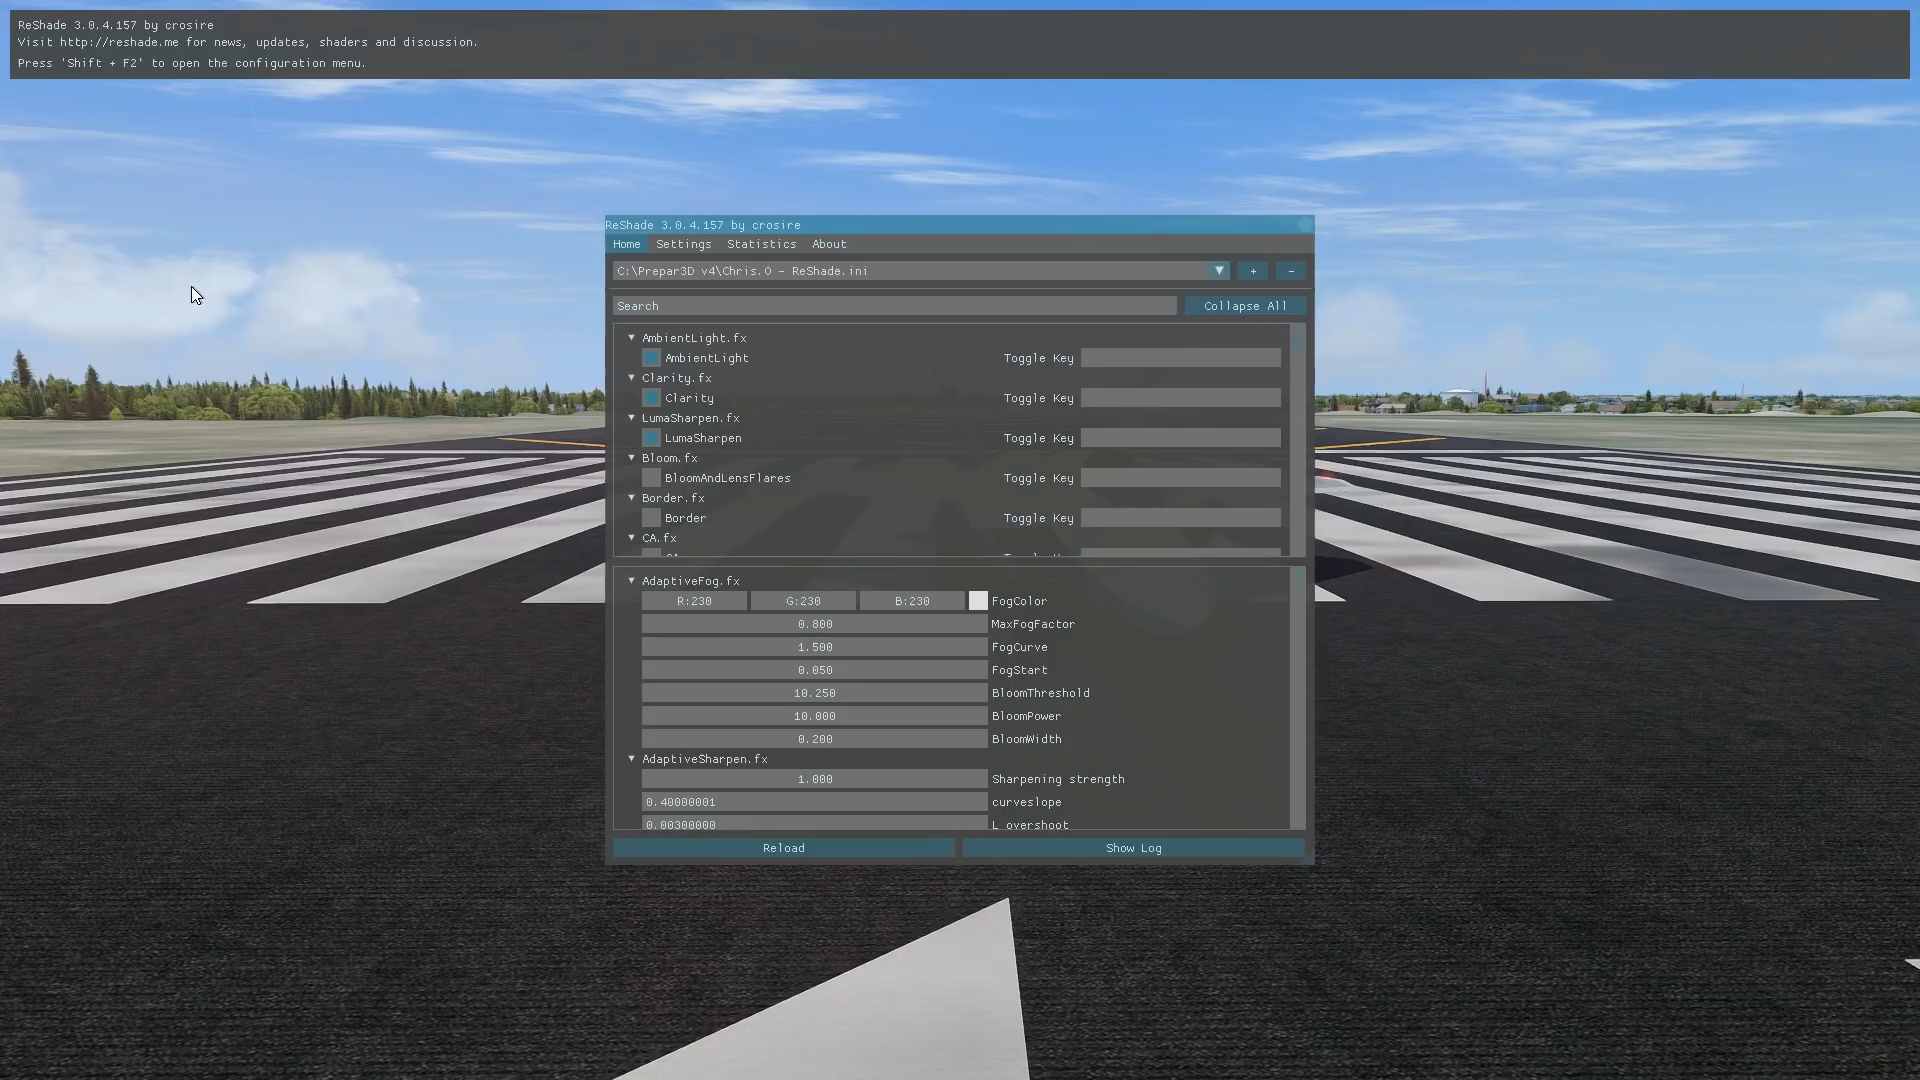 ReShade 3.0.4.157 by crosire
Visit http://reshade.me for news, updates, shaders and discussion.
Press 'Shift + F2' to open the configuration menu.
ReShade 3.0.4.157 by crosire
Home Settings Statistics About
C:\Prepar3D v4\Chris.O - ReShade.ini ▼ + -
Search Collapse All
▼ AmbientLight.fx
AmbientLight Toggle Key
▼ Clarity.fx
Clarity Toggle Key
▼ LumaSharpen.fx
LumaSharpen Toggle Key
▼ Bloom.fx
BloomAndLensFlares Toggle Key
▼ Border.fx
Border Toggle Key
▼ CA.fx
▼ AdaptiveFog.fx
R:230 G:230 B:230 FogColor
0.800 MaxFogFactor
1.500 FogCurve
0.050 FogStart
10.250 BloomThreshold
10.000 BloomPower
0.200 BloomWidth
▼ AdaptiveSharpen.fx
1.000 Sharpening strength
0.40000001 curveslope
0.00300000 L_overshoot
Reload Show Log